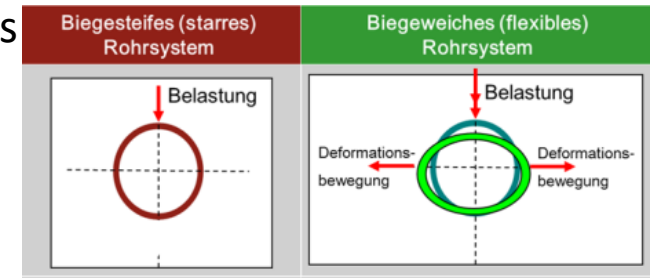 s
Biegesteifes (starres)
Rohrsystem
Biegeweiches (flexibles)
Rohrsystem
Belastung
Belastung
Deformations-
bewegung
Deformations-
bewegung